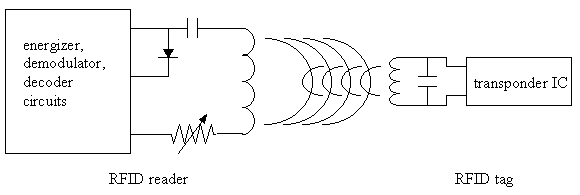 energizer,
demodulator,
decoder
circuits
transponder IC
RFID reader
RFID tag